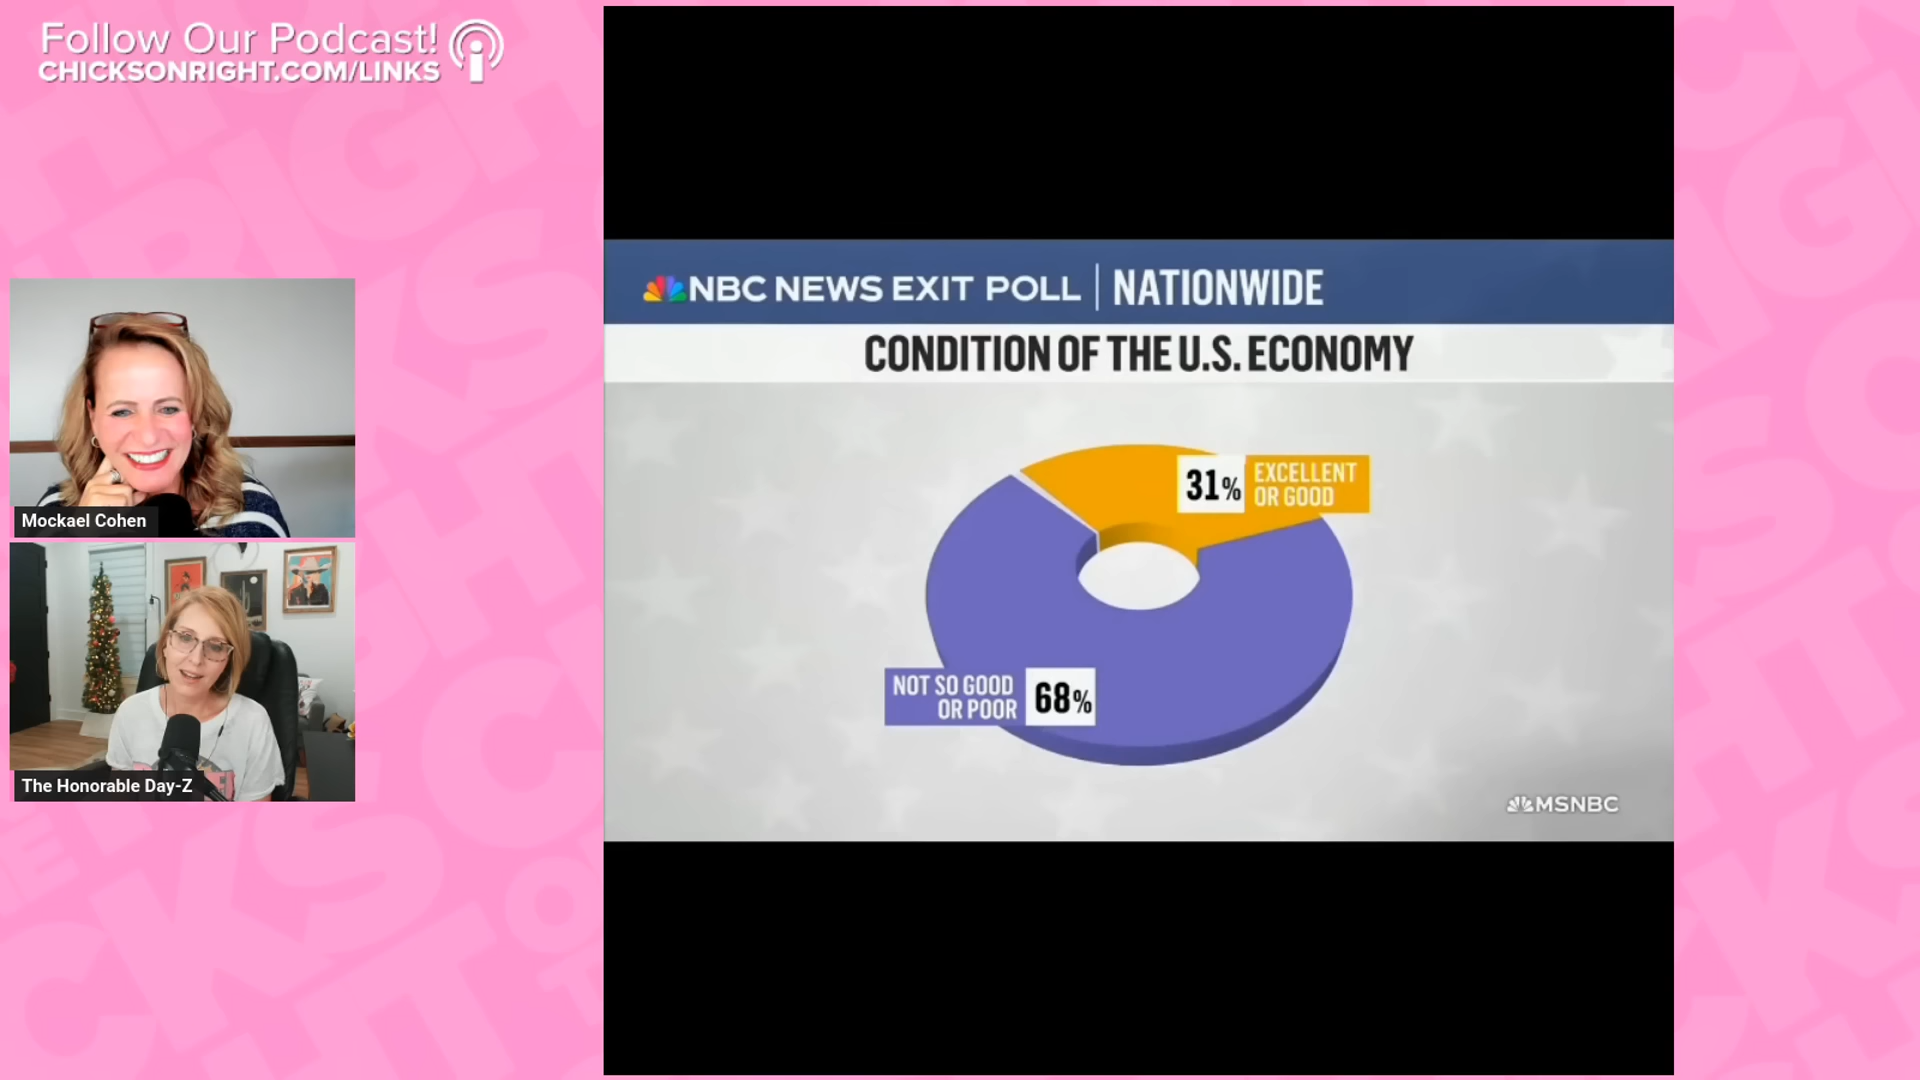 Follow Our Podcast!
CHICKSONRIGHT.COM/LINKS
NBC NEWS EXIT POLL | NATIONWIDE
CONDITION OF THE U.S. ECONOMY
31% EXCELLENT
OR GOOD
NOT SO GOOD
OR POOR 68%
MSNBC
Mockael Cohen
The Honorable Day-Z